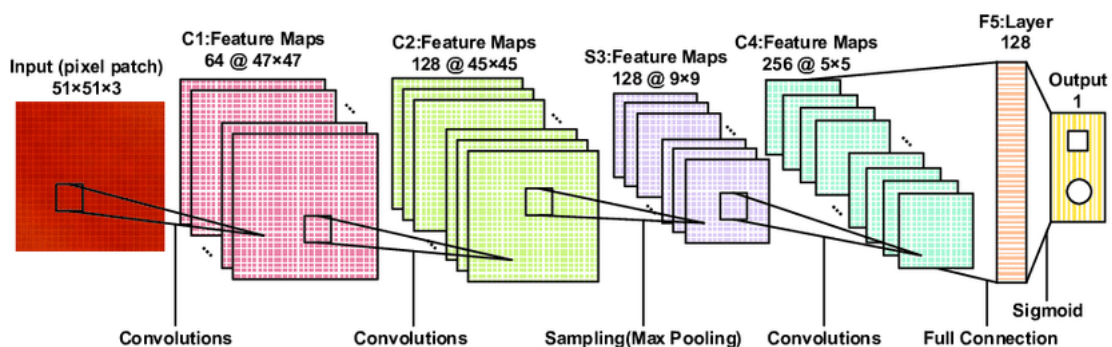 Input (pixel patch)
51×51×3
C1:Feature Maps
64 @ 47×47
C2:Feature Maps
128 @ 45×45
S3:Feature Maps
128 @ 9×9
C4:Feature Maps
256 @ 5×5
F5:Layer
128
Output
1
Convolutions
Convolutions
Sampling(Max Pooling)
Convolutions
Full Connection
Sigmoid